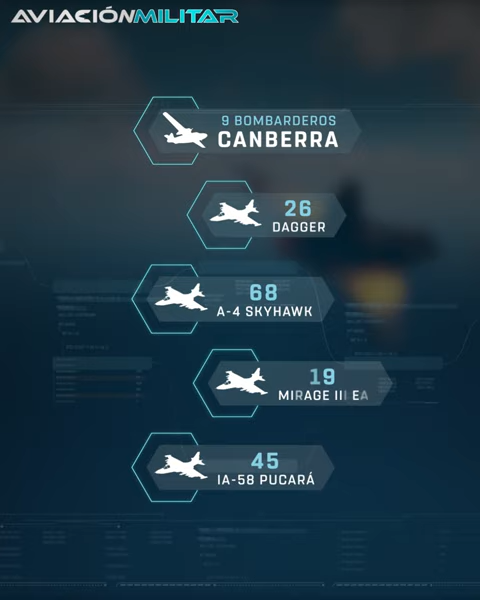 AVIACIÓNMILITAR
9 BOMBARDEROS
CANBERRA
26
DAGGER
68
A-4 SKYHAWK
19
MIRAGE III EA
45
IA-58 PUCARÁ